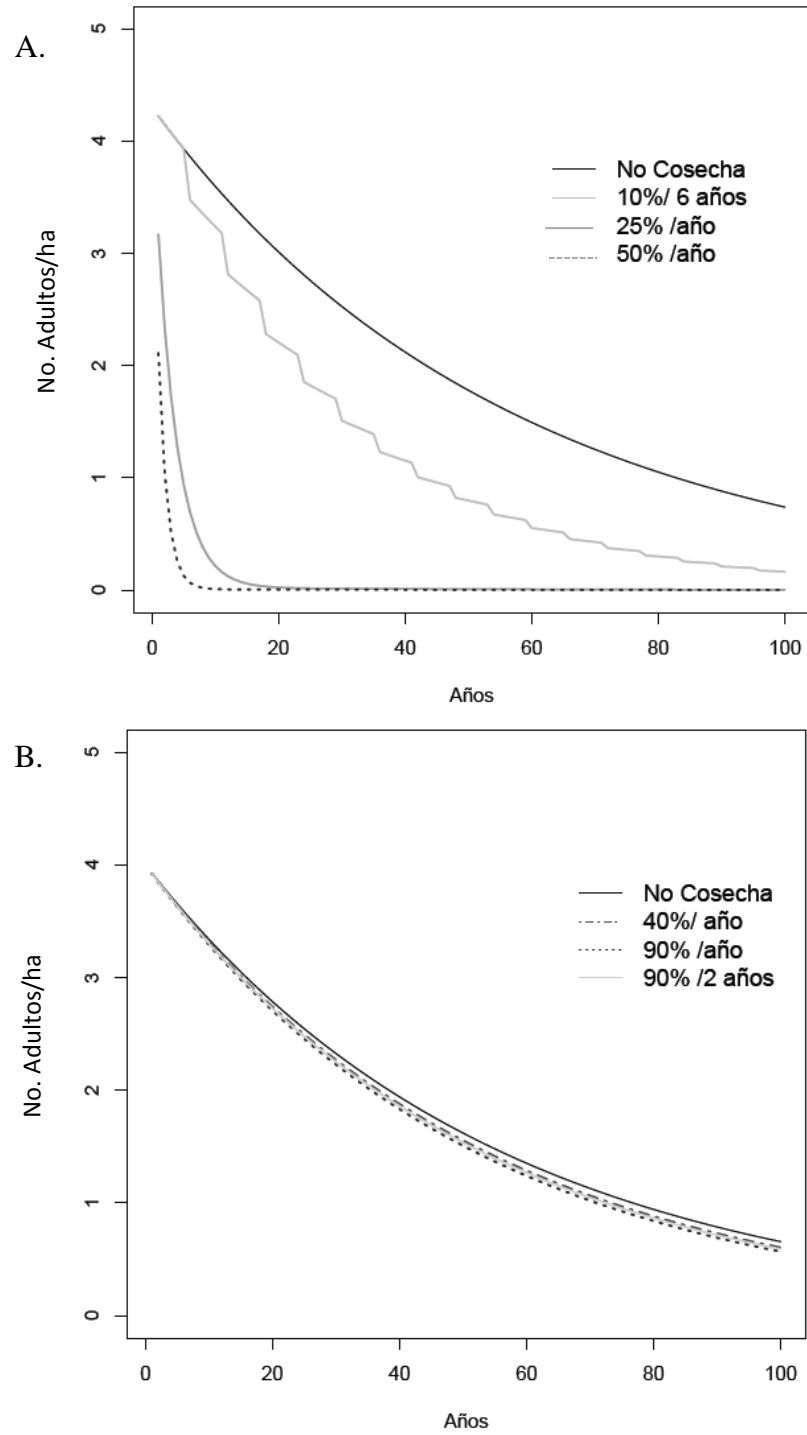 A.
No. Adultos/ha
5
4
3
2
1
0
No Cosecha
10%/ 6 años
25% /año
50% /año
0 20 40 60 80 100
Años
B.
No. Adultos/ha
5
4
3
2
1
0
No Cosecha
40%/ año
90% /año
90% /2 años
0 20 40 60 80 100
Años